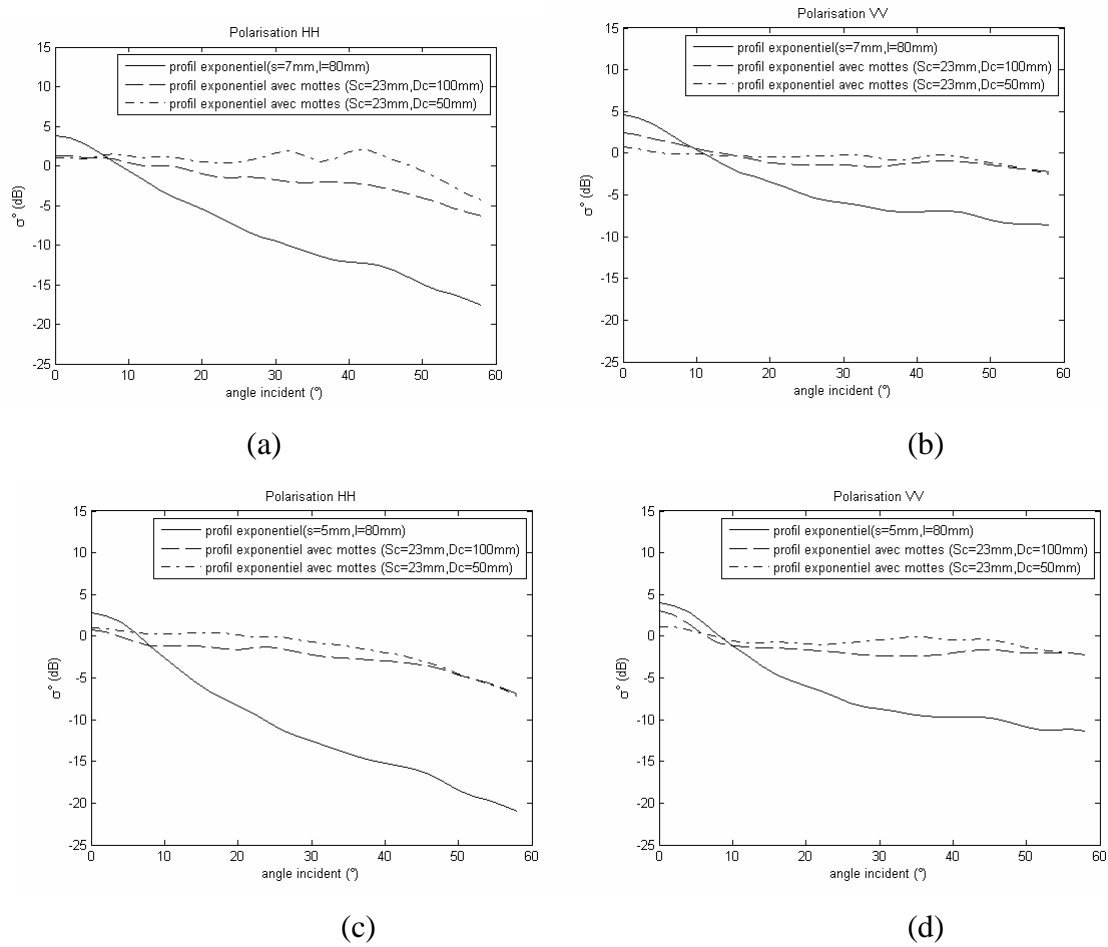 Polarisation HH
15
10
5
0
-5
-10
-15
-20
-25
σ° (dB)
profil exponentiel(s=7mm,l=80mm)
profil exponentiel avec mottes (Sc=23mm,Dc=100mm)
profil exponentiel avec mottes (Sc=23mm,Dc=50mm)
0 10 20 30 40 50 60
angle incident (°)
(a)
Polarisation VV
15
10
5
0
-5
-10
-15
-20
-25
σ° (dB)
profil exponentiel(s=7mm,l=80mm)
profil exponentiel avec mottes (Sc=23mm,Dc=100mm)
profil exponentiel avec mottes (Sc=23mm,Dc=50mm)
0 10 20 30 40 50 60
angle incident (°)
(b)
Polarisation HH
15
10
5
0
-5
-10
-15
-20
-25
σ° (dB)
profil exponentiel(s=5mm,l=80mm)
profil exponentiel avec mottes (Sc=23mm,Dc=100mm)
profil exponentiel avec mottes (Sc=23mm,Dc=50mm)
0 10 20 30 40 50 60
angle incident (°)
(c)
Polarisation VV
15
10
5
0
-5
-10
-15
-20
-25
σ° (dB)
profil exponentiel(s=5mm,l=80mm)
profil exponentiel avec mottes (Sc=23mm,Dc=100mm)
profil exponentiel avec mottes (Sc=23mm,Dc=50mm)
0 10 20 30 40 50 60
angle incident (°)
(d)